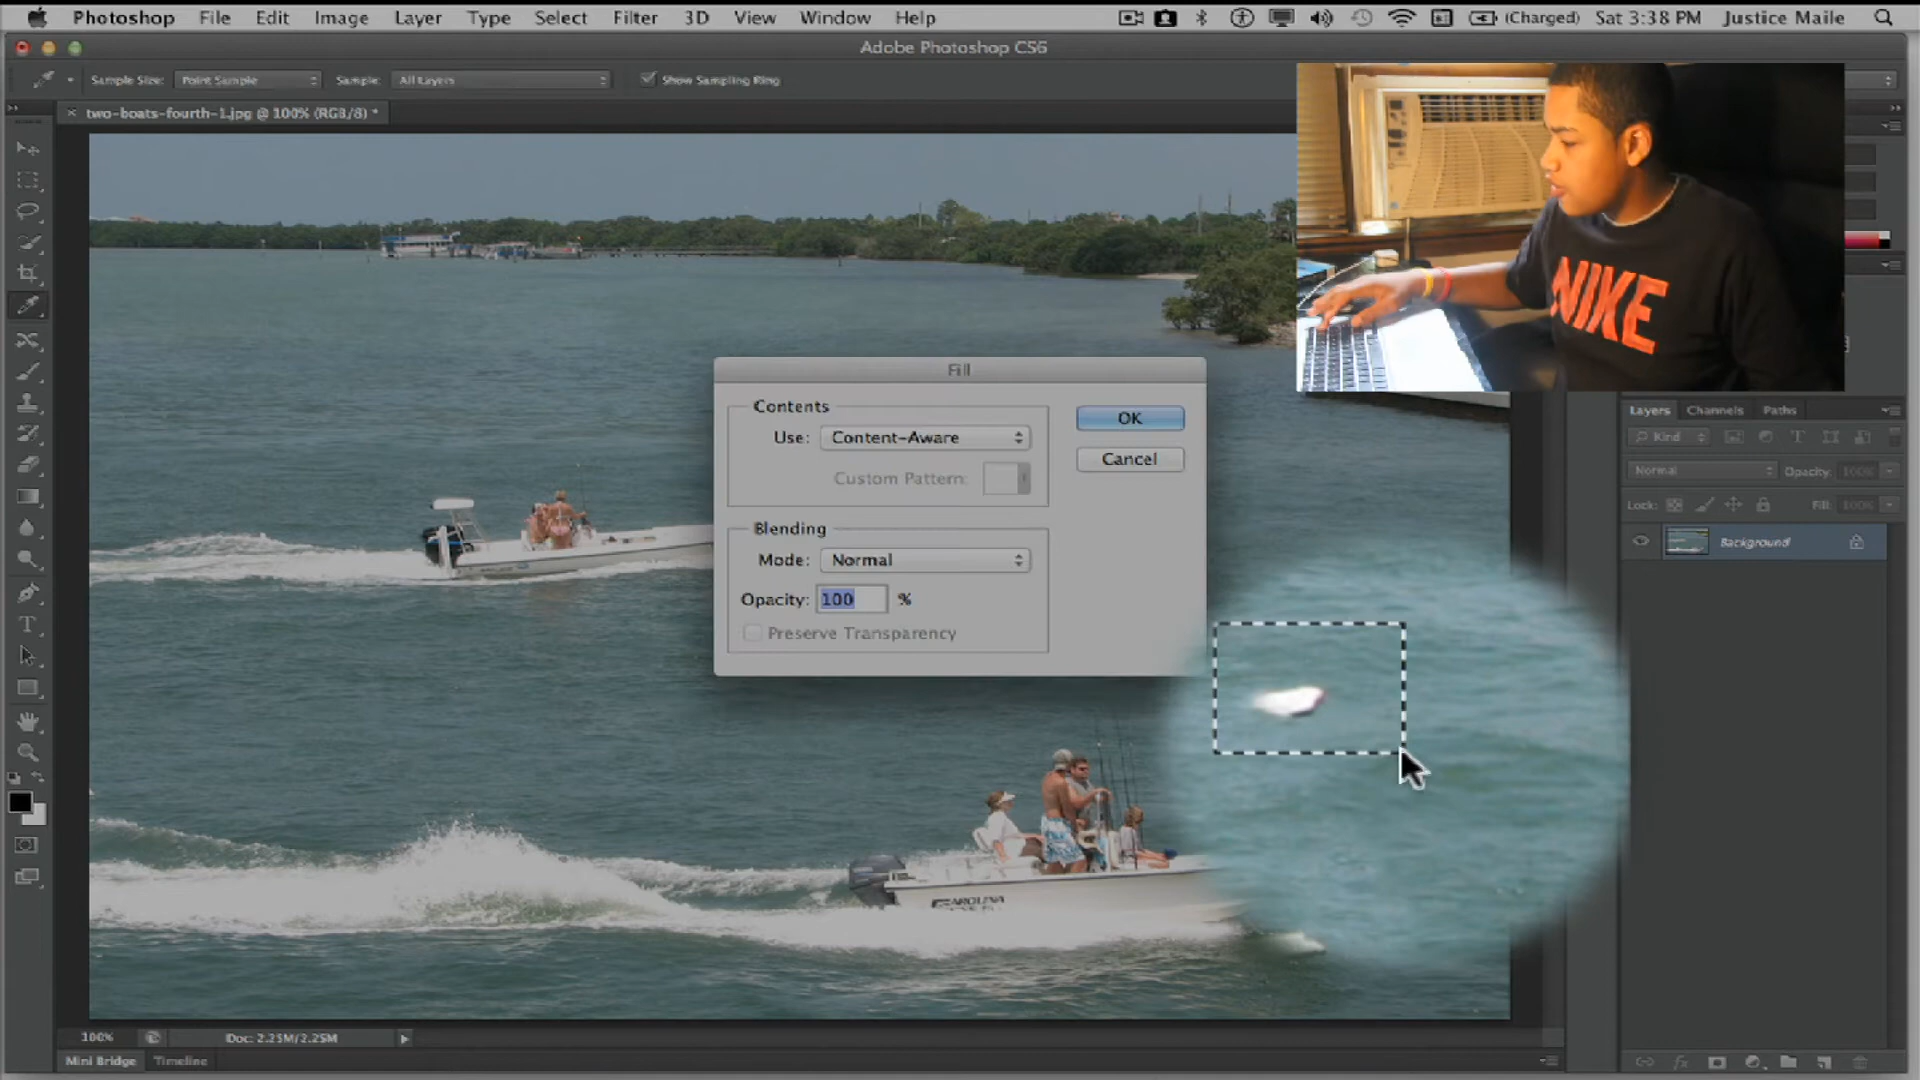 Photoshop File Edit Image Layer Type Select Filter 3D View Window Help (Charged) Sat 3:38 PM Justice Maile
Adobe Photoshop CS6
Sample Size: Point Sample Sample: All Layers Show Sampling Ring
two-boats-fourth-1.jpg @ 100% (RGB/8) *
NIKE
Fill
Contents
Use: Content-Aware
Custom Pattern:
OK
Cancel
Blending
Mode: Normal
Opacity: 100 %
Preserve Transparency
Layers Channels Paths
Kind
Normal Opacity: 100%
Lock: Fill: 100%
Background
CAROLINA
100% Doc: 2.25M/2.25M
Mini Bridge Timeline